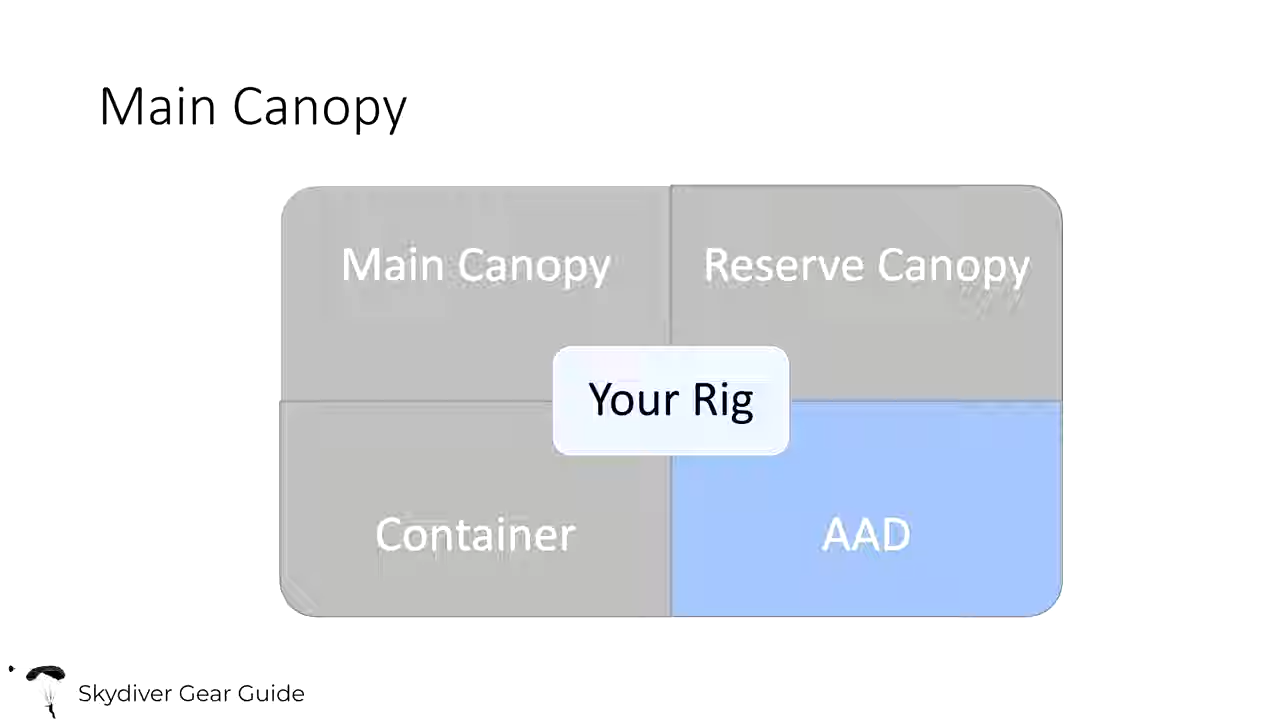 Main Canopy
Main Canopy
Reserve Canopy
Your Rig
Container
AAD
Skydiver Gear Guide